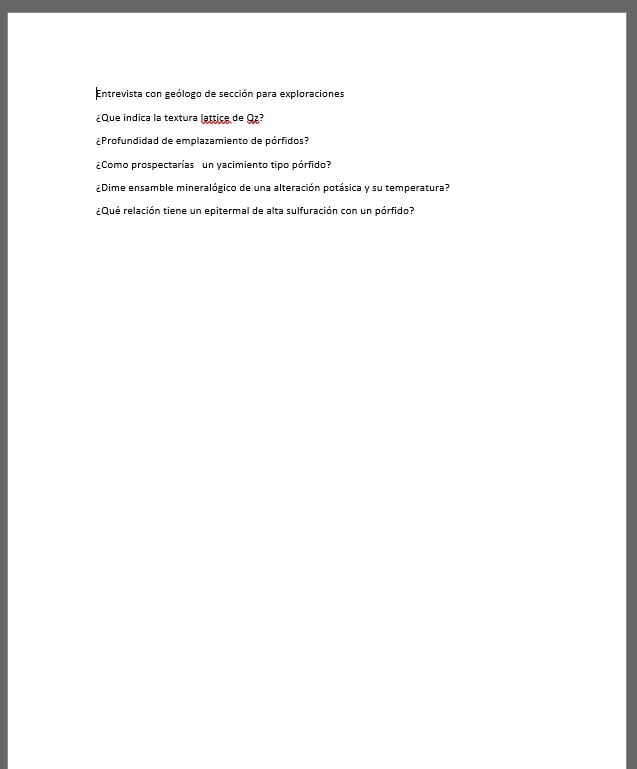 Entrevista con geólogo de sección para exploraciones
¿Que indica la textura lattice de Qz?
¿Profundidad de emplazamiento de pórfidos?
¿Como prospectarías   un yacimiento tipo pórfido?
¿Dime ensamble mineralógico de una alteración potásica y su temperatura?
¿Qué relación tiene un epitermal de alta sulfuración con un pórfido?